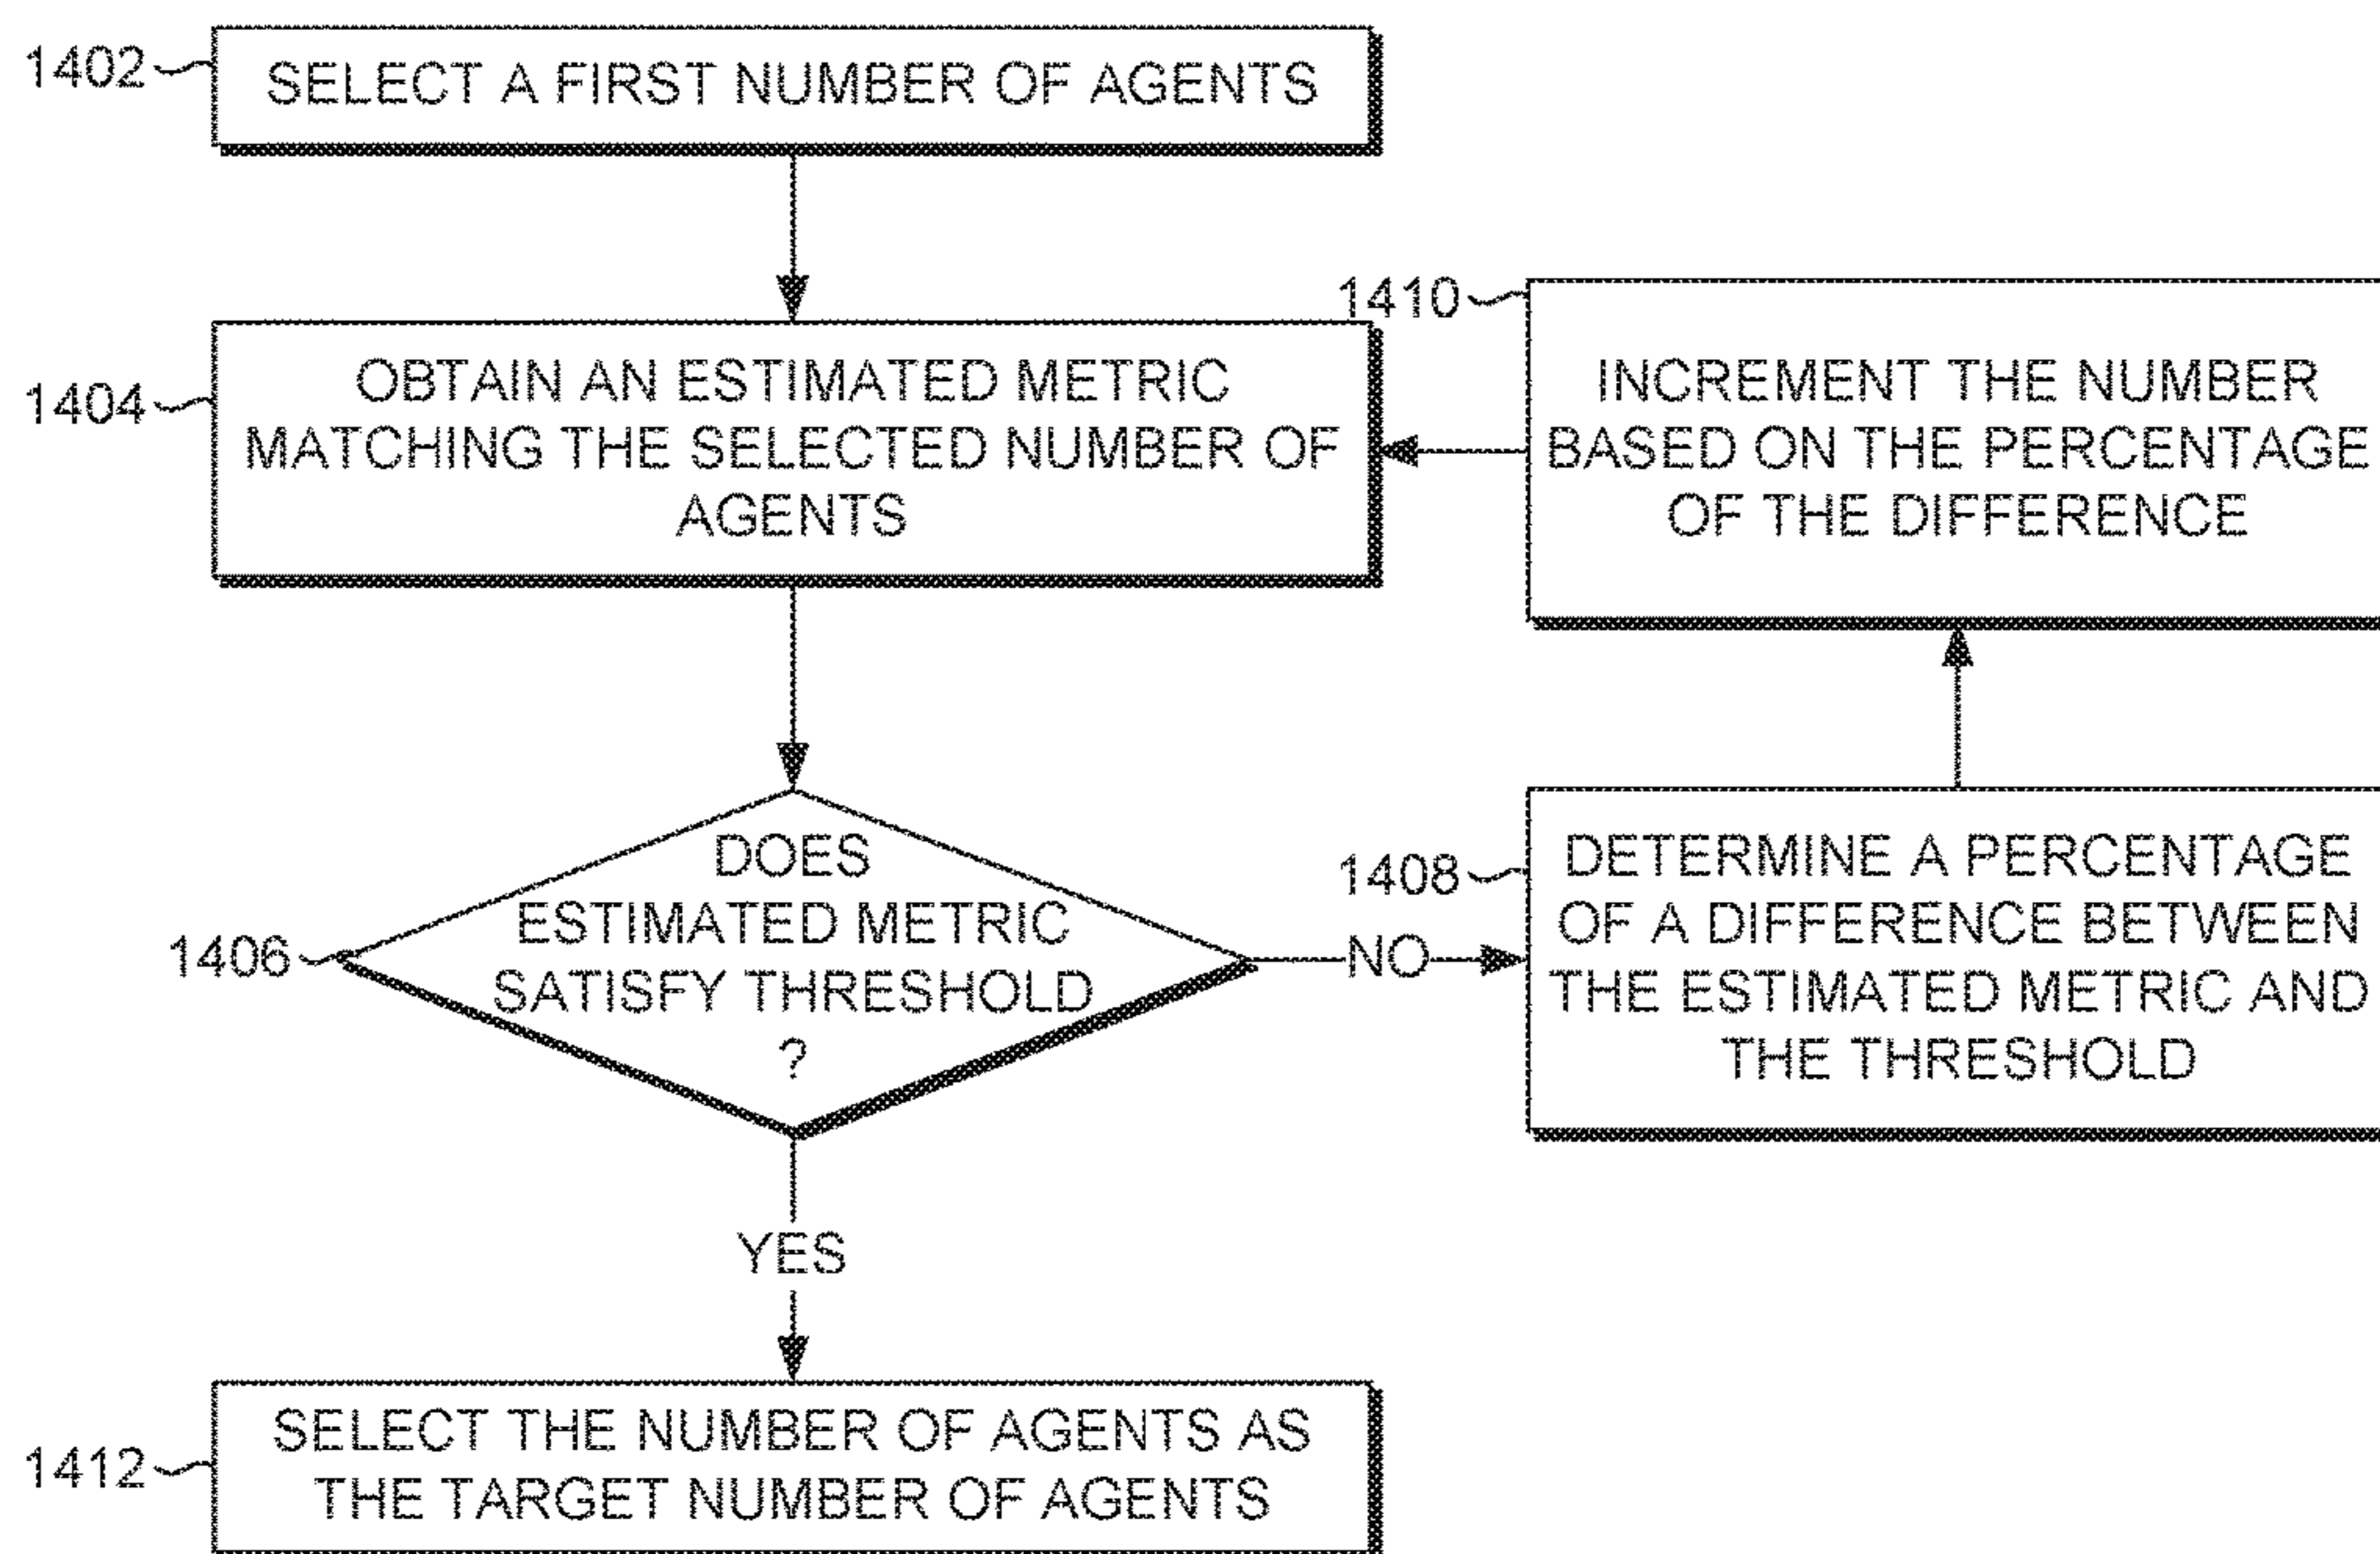 1402
SELECT A FIRST NUMBER OF AGENTS
1404
OBTAIN AN ESTIMATED METRIC
MATCHING THE SELECTED NUMBER OF
AGENTS
1410
INCREMENT THE NUMBER
BASED ON THE PERCENTAGE
OF THE DIFFERENCE
1406
DOES
ESTIMATED METRIC
SATISFY THRESHOLD
?
NO
1408
DETERMINE A PERCENTAGE
OF A DIFFERENCE BETWEEN
THE ESTIMATED METRIC AND
THE THRESHOLD
YES
1412
SELECT THE NUMBER OF AGENTS AS
THE TARGET NUMBER OF AGENTS